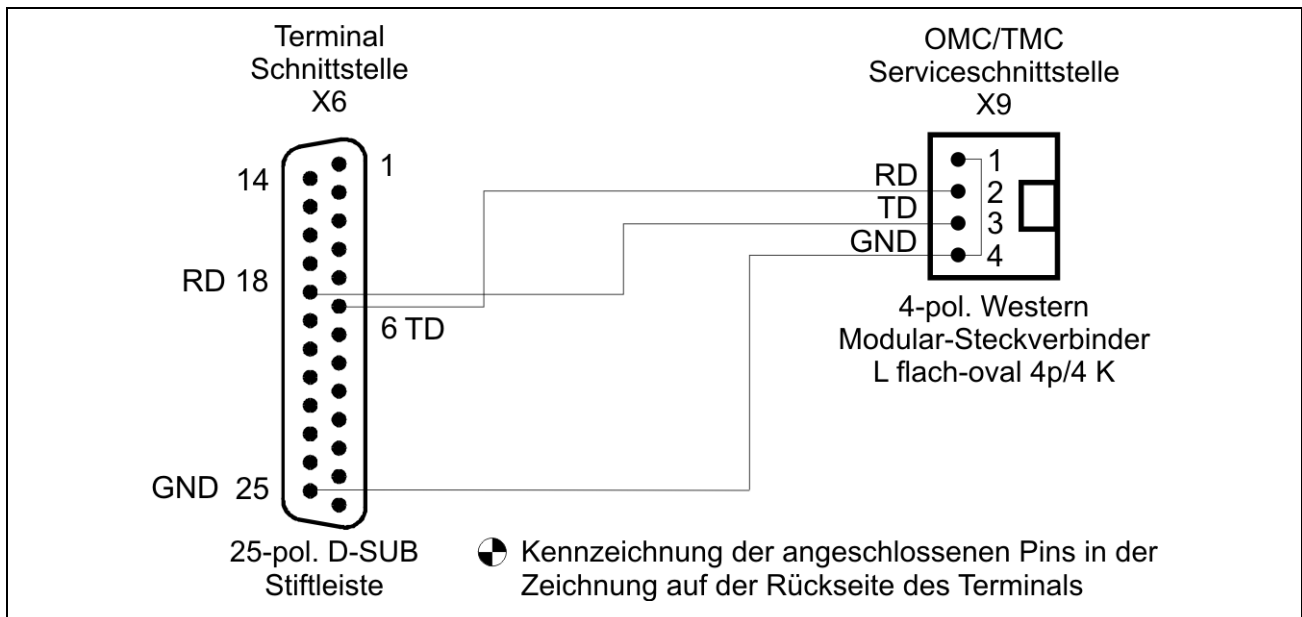 Terminal
Schnittstelle
X6
OMC/TMC
Serviceschnittstelle
X9
1
14
RD 18
6 TD
GND 25
RD
TD
GND
1
2
3
4
25-pol. D-SUB
Stiftleiste
4-pol. Western
Modular-Steckverbinder
L flach-oval 4p/4 K
Kennzeichnung der angeschlossenen Pins in der
Zeichnung auf der Rückseite des Terminals